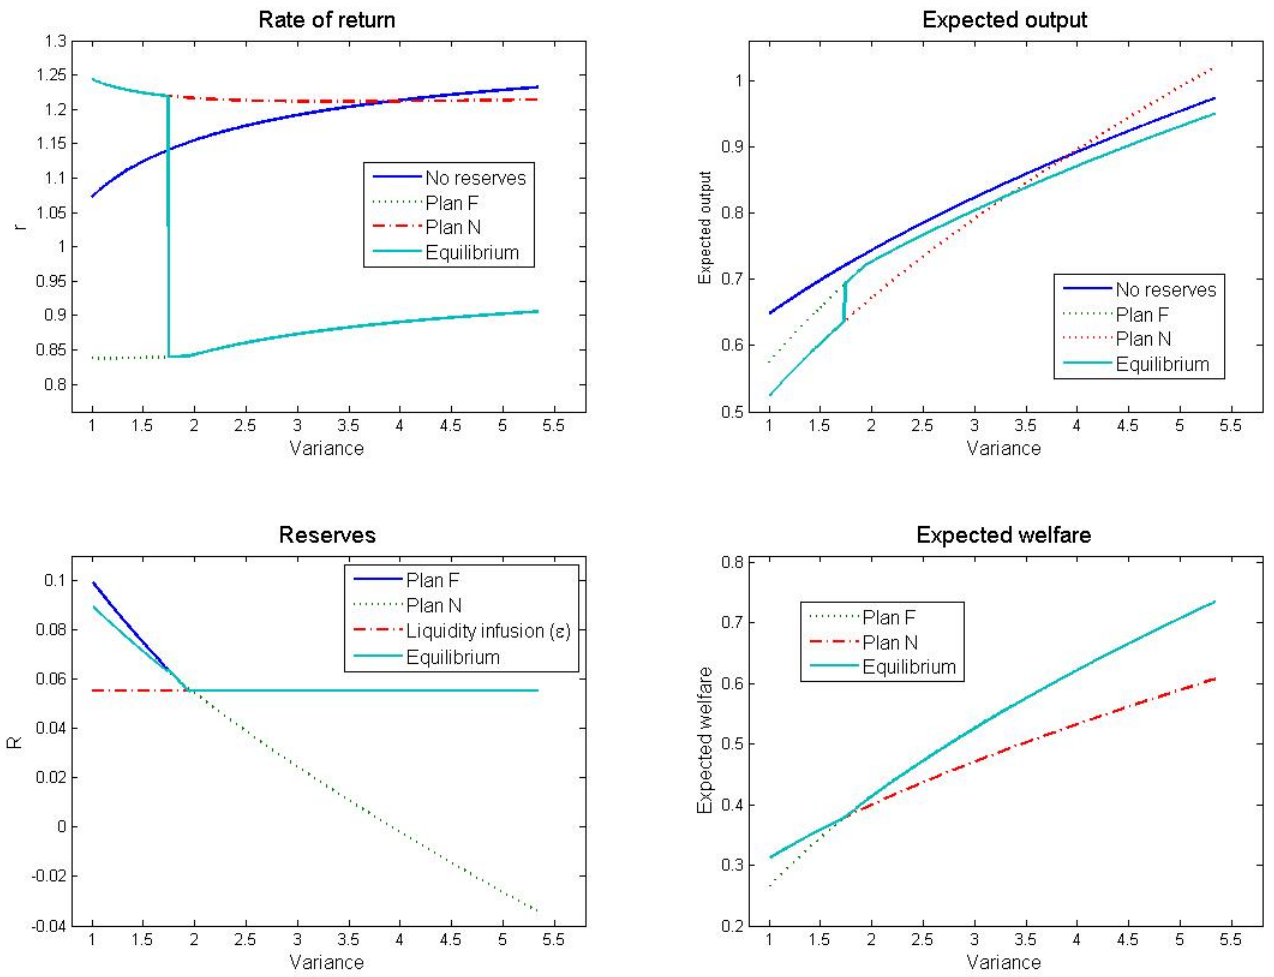 Rate of return
1.3
1.25
1.2
1.15
1.1
1.05
1
0.95
0.9
0.85
0.8
r
No reserves
Plan F
Plan N
Equilibrium
1 1.5 2 2.5 3 3.5 4 4.5 5 5.5
Variance
Expected output
1
0.9
0.8
0.7
0.6
0.5
Expected output
No reserves
Plan F
Plan N
Equilibrium
1 1.5 2 2.5 3 3.5 4 4.5 5 5.5
Variance
Reserves
0.1
0.08
0.06
0.04
0.02
0
-0.02
-0.04
R
Plan F
Plan N
Liquidity infusion (ε)
Equilibrium
1 1.5 2 2.5 3 3.5 4 4.5 5 5.5
Variance
Expected welfare
0.8
0.7
0.6
0.5
0.4
0.3
0.2
Expected welfare
Plan F
Plan N
Equilibrium
1 1.5 2 2.5 3 3.5 4 4.5 5 5.5
Variance